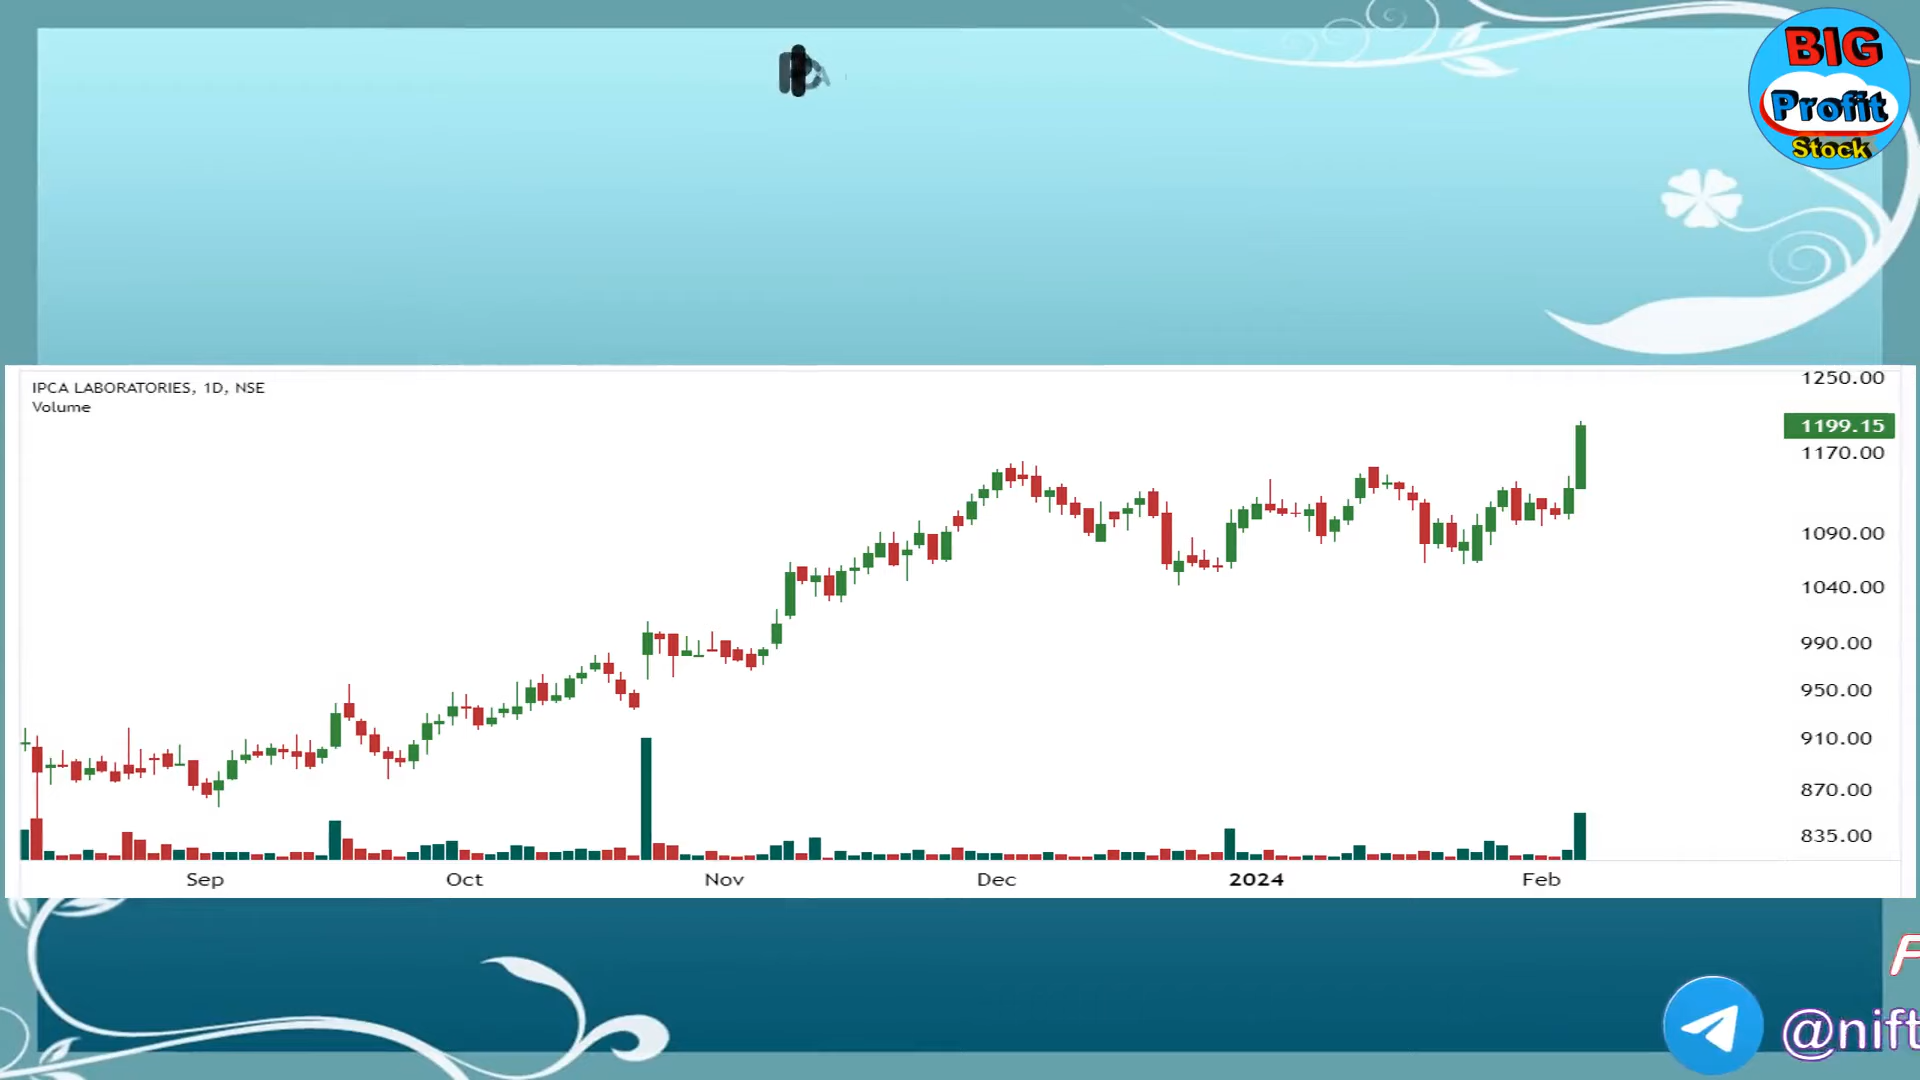 BIG
Profit
Stock
IPCA LABORATORIES, 1D, NSE
Volume
1250.00
1199.15
1170.00
1090.00
1040.00
990.00
950.00
910.00
870.00
835.00
Sep Oct Nov Dec 2024 Feb
@nift